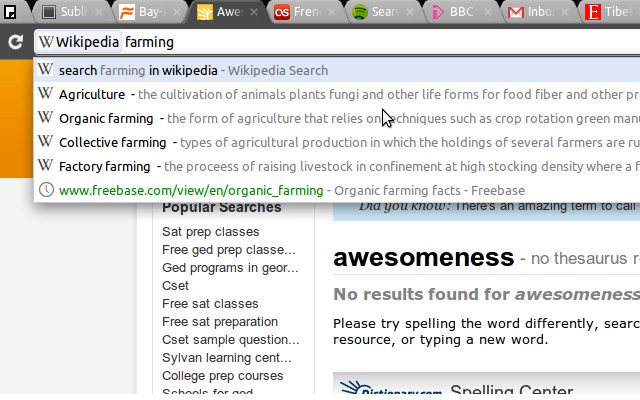 Subli Bay-A Awes Fren Searc BBC Inbo Tibet
Wikipedia farming
search farming in wikipedia - Wikipedia Search
Agriculture - the cultivation of animals plants fungi and other life forms for food fiber and other pro
Organic farming - the form of agriculture that relies on techniques such as crop rotation green manu
Collective farming - types of agricultural production in which the holdings of several farmers are ru
Factory farming - the proceess of raising livestock in confinement at high stocking density where a f
www.freebase.com/view/en/organic_farming - Organic farming facts - Freebase
Did you know: There's an amazing term to call
Popular Searches
Sat prep classes
Free ged prep classe...
Ged programs in geor...
Cset
Free sat classes
Free sat preparation
Cset sample question...
Sylvan learning cent...
College prep courses
Schools for ged
awesomeness - no thesaurus r
No results found for awesomeness
Please try spelling the word differently, searc
resource, or typing a new word.
Dictionary.com Spelling Center